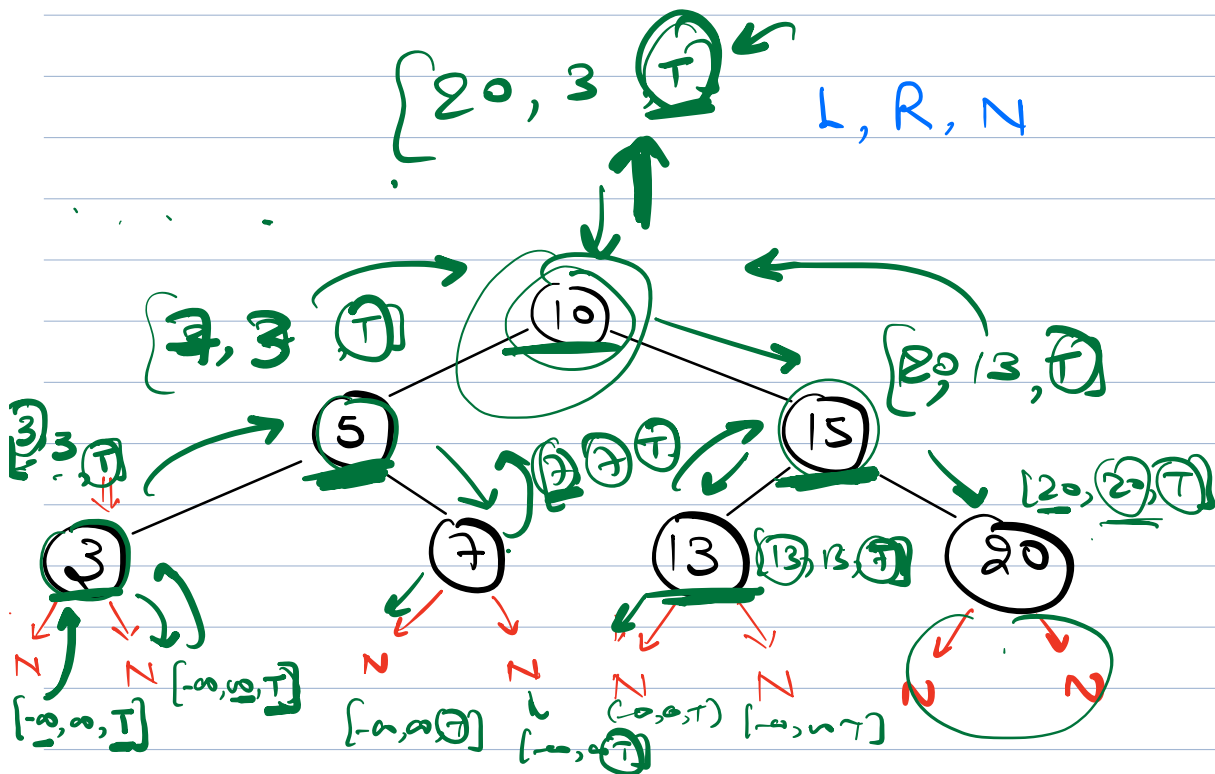 {20, 3 ,T
L, R, N
10
{7, 3 ,T]
{20, 13, T]
5
15
[3, 3, T
7 7 T
[20, 20, T]
3
7
13
[13, 13, T]
20
N N
N N
N N
N N
[-∞, ∞, T]
[-∞, ∞, T]
[-∞, ∞ T]
[-∞, ∞ T]
(-∞, ∞, T)
[-∞, ∞ T]